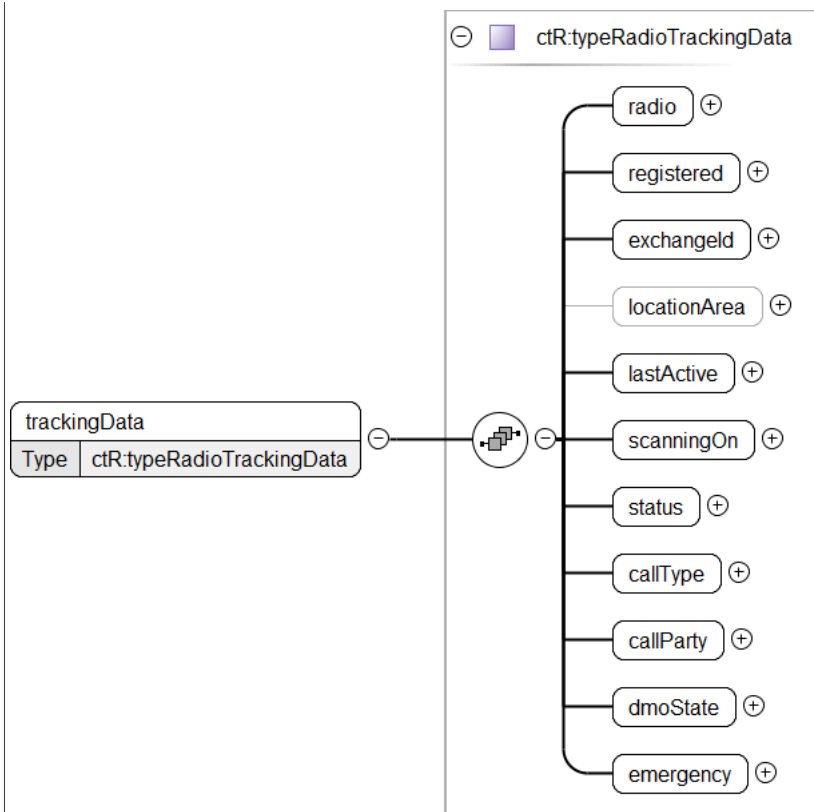 ctR:typeRadioTrackingData
radio
registered
exchangeId
locationArea
lastActive
trackingData
Type ctR:typeRadioTrackingData
scanningOn
status
callType
callParty
dmoState
emergency